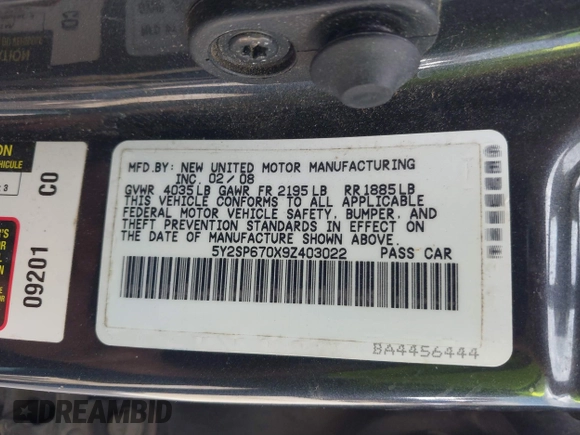 MFD.BY: NEW UNITED MOTOR MANUFACTURING
INC. 02/08
GVWR 4035LB GAWR FR 2195LB RR 1885LB
THIS VEHICLE CONFORMS TO ALL APPLICABLE
FEDERAL MOTOR VEHICLE SAFETY, BUMPER, AND
THEFT PREVENTION STANDARDS IN EFFECT ON
THE DATE OF MANUFACTURE SHOWN ABOVE.
5Y2SP670X9Z403022 PASS CAR
BA4456444
09201 C0
DREAMBID